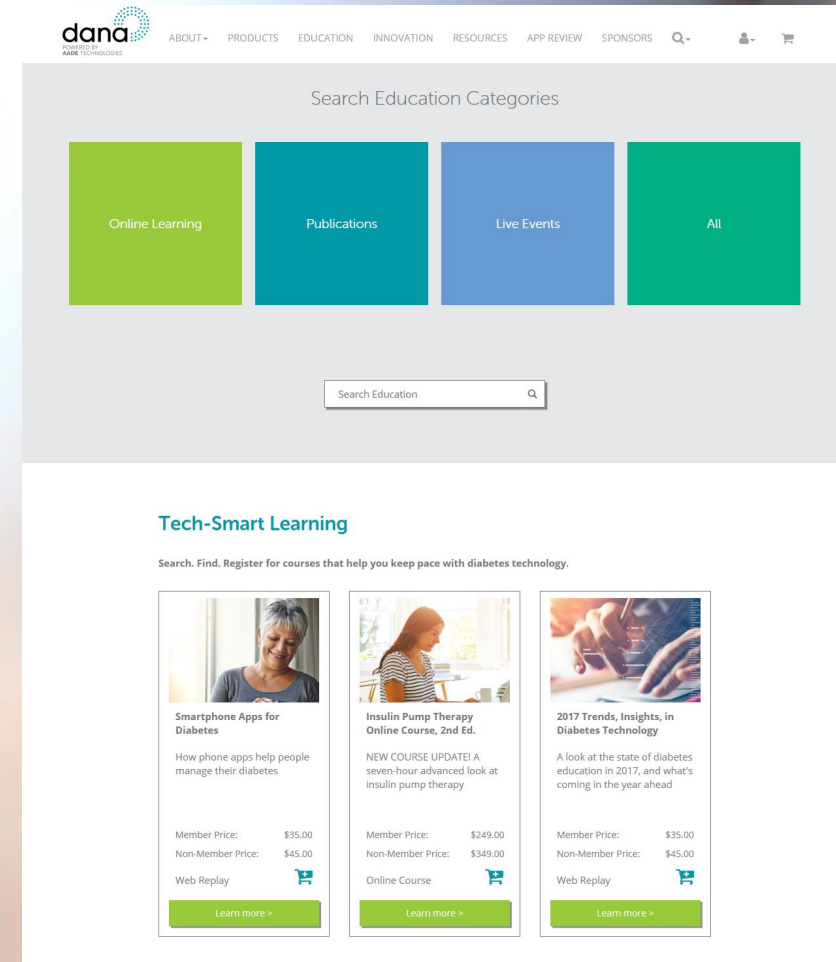 dana
POWERED BY
AADE TECHNOLOGIES
ABOUT PRODUCTS EDUCATION INNOVATION RESOURCES APP REVIEW SPONSORS
Search Education Categories
Online Learning Publications Live Events All
Search Education
Tech-Smart Learning
Search. Find. Register for courses that help you keep pace with diabetes technology.
Smartphone Apps for
Diabetes
How phone apps help people
manage their diabetes
Member Price: $35.00
Non-Member Price: $45.00
Web Replay
Learn more >
Insulin Pump Therapy
Online Course, 2nd Ed.
NEW COURSE UPDATE! A
seven-hour advanced look at
insulin pump therapy
Member Price: $249.00
Non-Member Price: $349.00
Online Course
Learn more >
2017 Trends, Insights, in
Diabetes Technology
A look at the state of diabetes
education in 2017, and what's
coming in the year ahead
Member Price: $35.00
Non-Member Price: $45.00
Web Replay
Learn more >